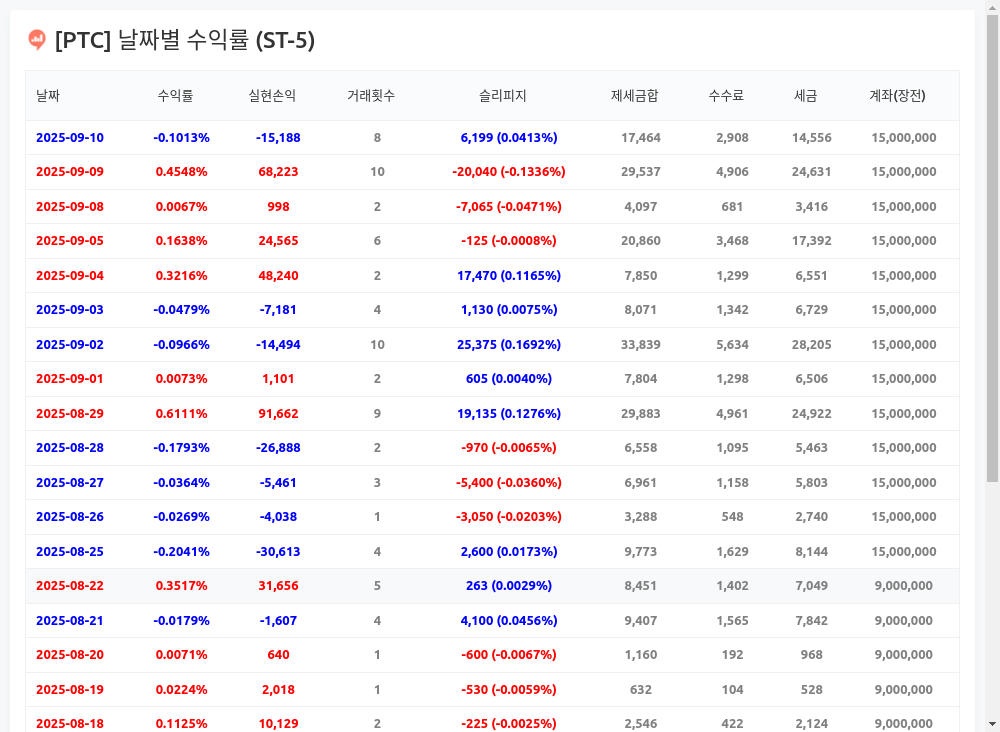 [PTC] 날짜별 수익률 (ST-5)
날짜 수익률 실현손익 거래횟수 슬리피지 제세금합 수수료 세금 계좌(장전)
2025-09-10 -0.1013% -15,188 8 6,199 (0.0413%) 17,464 2,908 14,556 15,000,000
2025-09-09 0.4548% 68,223 10 -20,040 (-0.1336%) 29,537 4,906 24,631 15,000,000
2025-09-08 0.0067% 998 2 -7,065 (-0.0471%) 4,097 681 3,416 15,000,000
2025-09-05 0.1638% 24,565 6 -125 (-0.0008%) 20,860 3,468 17,392 15,000,000
2025-09-04 0.3216% 48,240 2 17,470 (0.1165%) 7,850 1,299 6,551 15,000,000
2025-09-03 -0.0479% -7,181 4 1,130 (0.0075%) 8,071 1,342 6,729 15,000,000
2025-09-02 -0.0966% -14,494 10 25,375 (0.1692%) 33,839 5,634 28,205 15,000,000
2025-09-01 0.0073% 1,101 2 605 (0.0040%) 7,804 1,298 6,506 15,000,000
2025-08-29 0.6111% 91,662 9 19,135 (0.1276%) 29,883 4,961 24,922 15,000,000
2025-08-28 -0.1793% -26,888 2 -970 (-0.0065%) 6,558 1,095 5,463 15,000,000
2025-08-27 -0.0364% -5,461 3 -5,400 (-0.0360%) 6,961 1,158 5,803 15,000,000
2025-08-26 -0.0269% -4,038 1 -3,050 (-0.0203%) 3,288 548 2,740 15,000,000
2025-08-25 -0.2041% -30,613 4 2,600 (0.0173%) 9,773 1,629 8,144 15,000,000
2025-08-22 0.3517% 31,656 5 263 (0.0029%) 8,451 1,402 7,049 9,000,000
2025-08-21 -0.0179% -1,607 4 4,100 (0.0456%) 9,407 1,565 7,842 9,000,000
2025-08-20 0.0071% 640 1 -600 (-0.0067%) 1,160 192 968 9,000,000
2025-08-19 0.0224% 2,018 1 -530 (-0.0059%) 632 104 528 9,000,000
2025-08-18 0.1125% 10,129 2 -225 (-0.0025%) 2,546 422 2,124 9,000,000